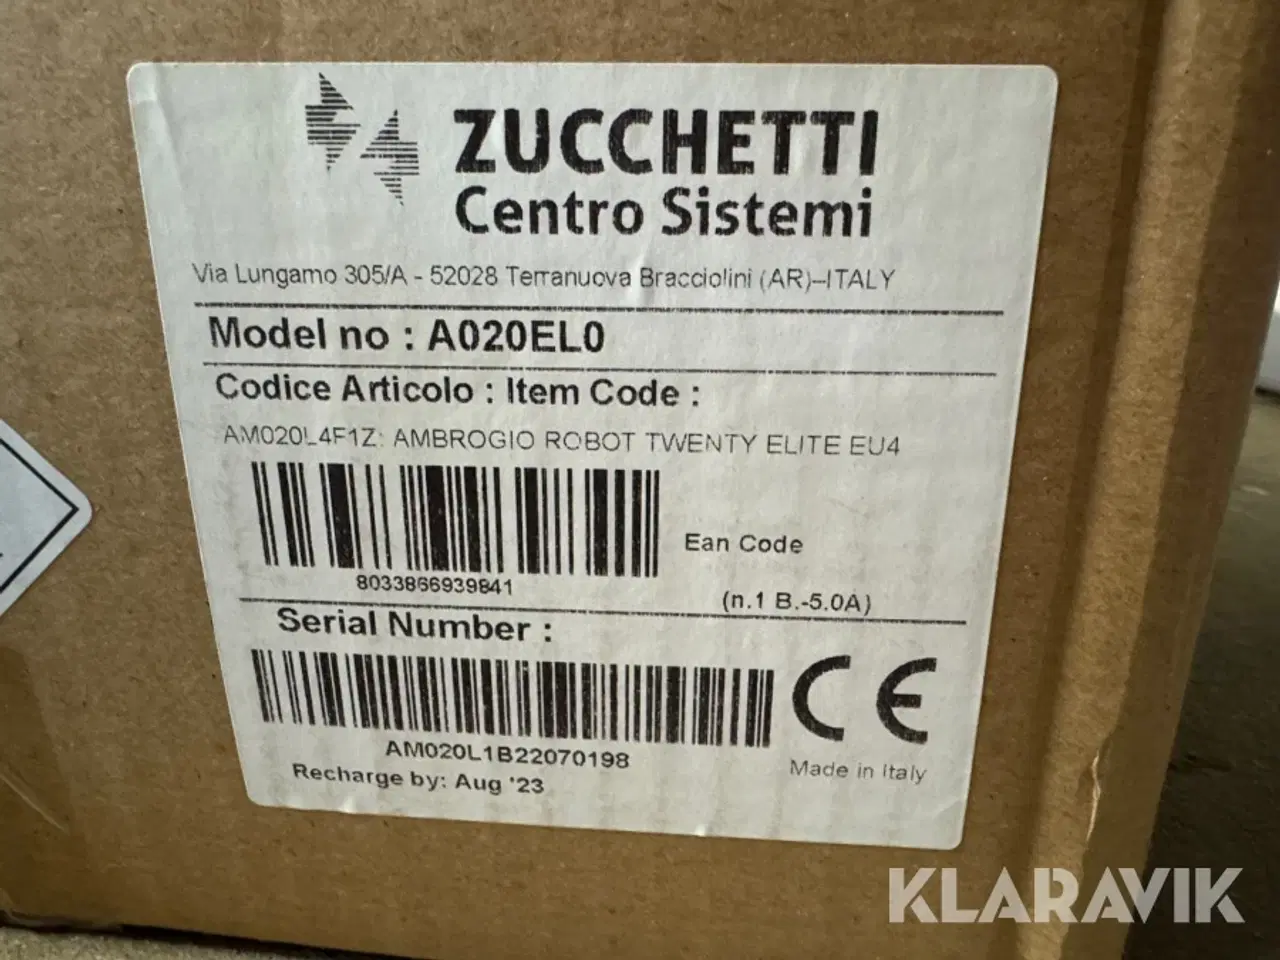 ZUCCHETTI
Centro Sistemi
Via Lungamo 305/A - 52028 Terranuova Bracciolini (AR)–ITALY
Model no : A020EL0
Codice Articolo : Item Code :
AM020L4F1Z: AMBROGIO ROBOT TWENTY ELITE EU4
Ean Code
8033866939841
(n.1 B.-5.0A)
Serial Number :
CE
AM020L1B22070198
Made in Italy
Recharge by: Aug '23
KLARAVIK